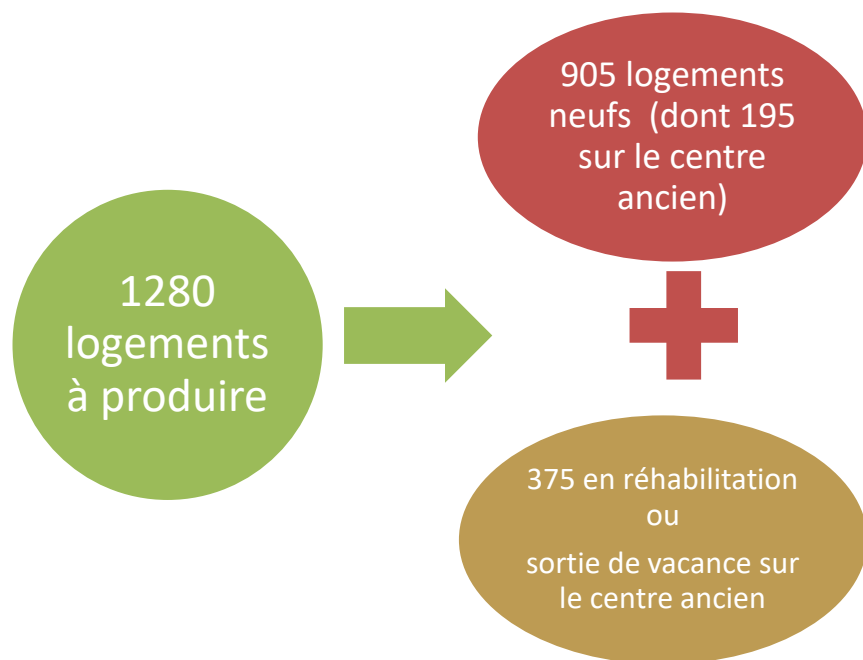 905 logements
neufs (dont 195
sur le centre
ancien)
1280
logements
à produire
375 en réhabilitation
ou
sortie de vacance sur
le centre ancien